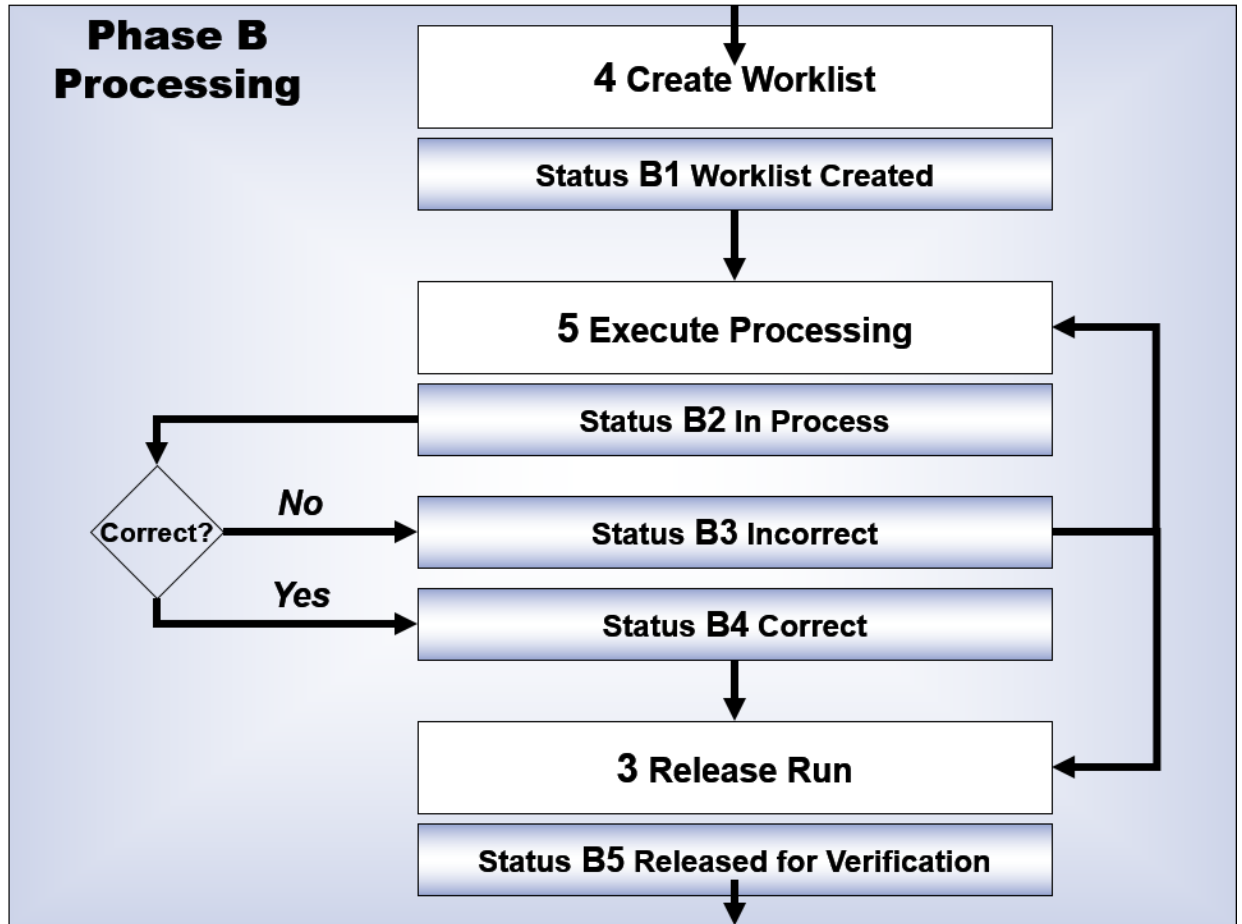 Phase B
Processing
4 Create Worklist
Status B1 Worklist Created
5 Execute Processing
Status B2 In Process
Correct?
No
Status B3 Incorrect
Yes
Status B4 Correct
3 Release Run
Status B5 Released for Verification